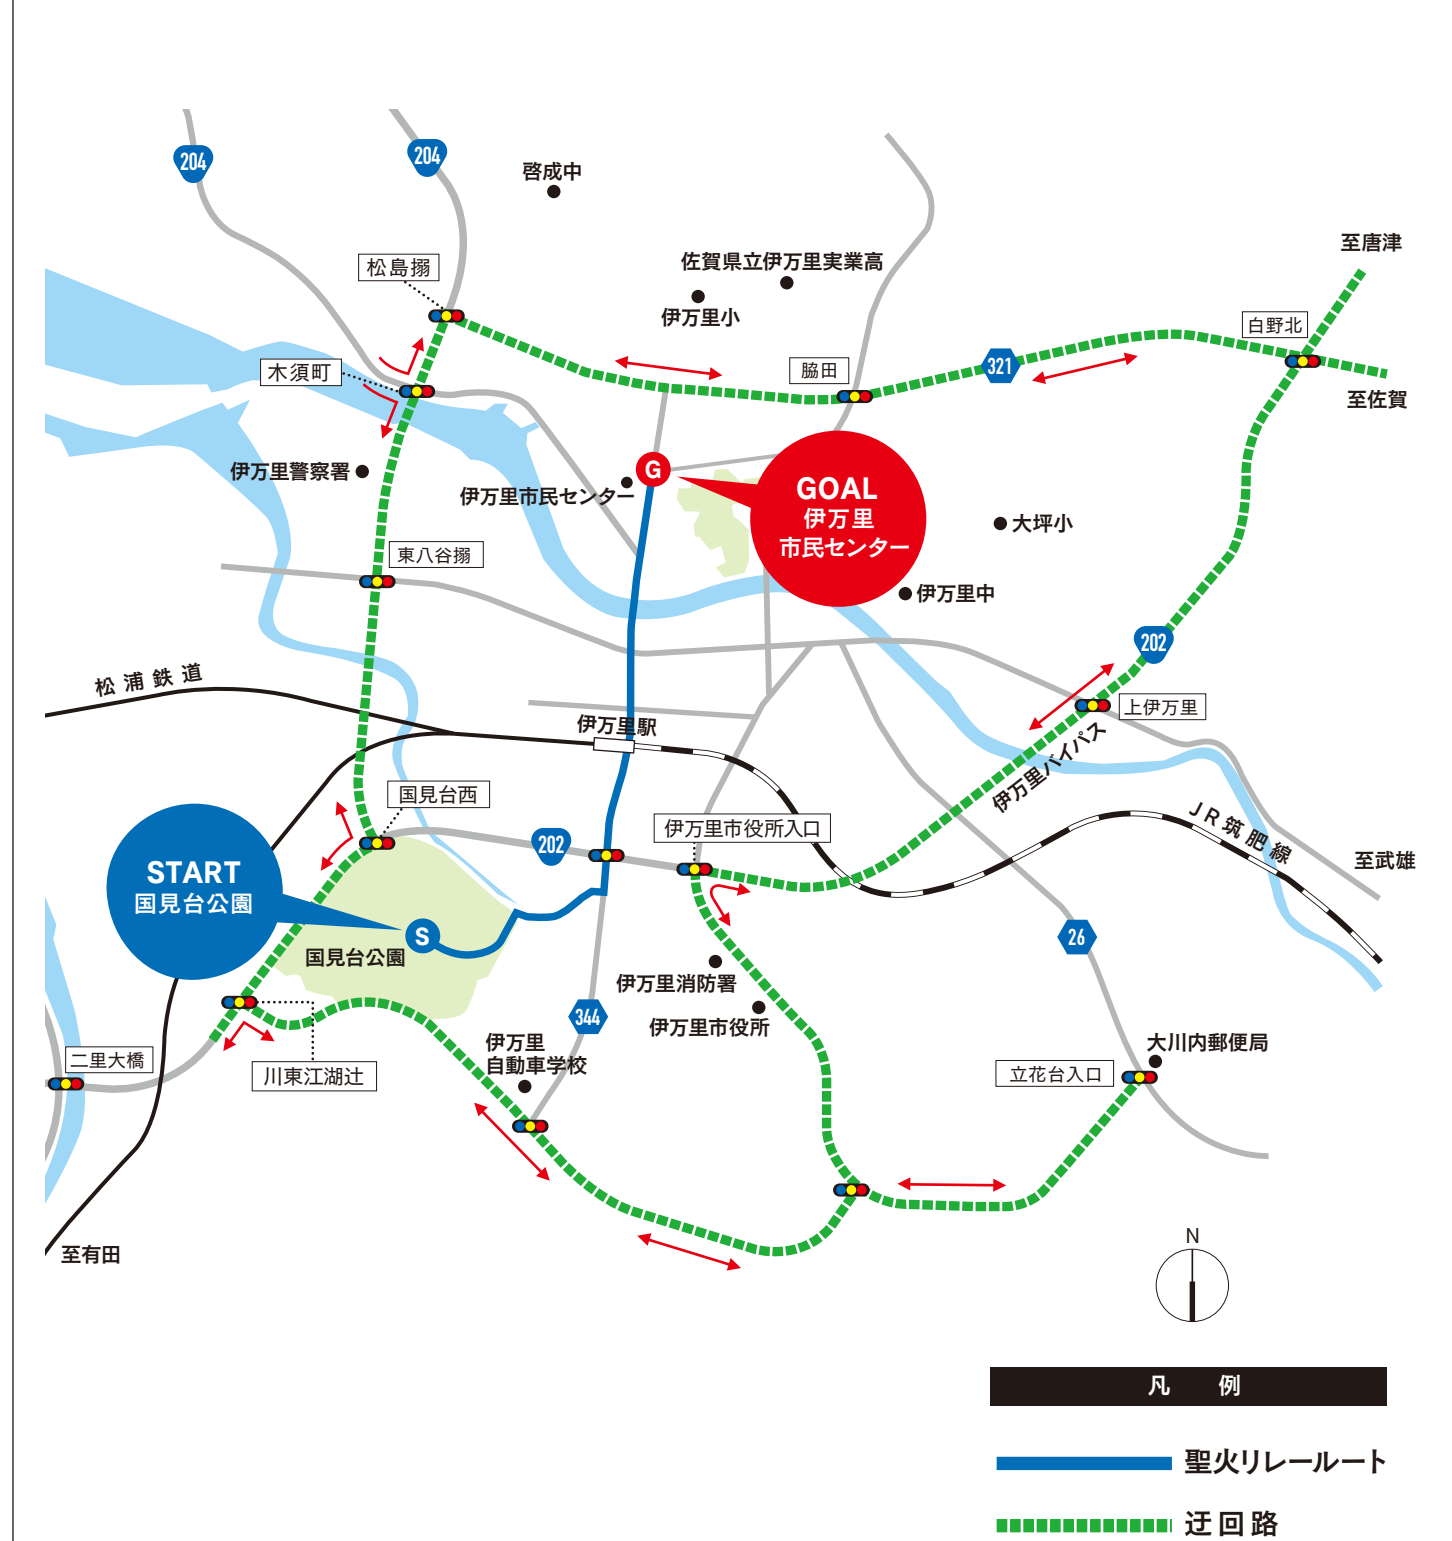 204
204
啓成中
至唐津
佐賀県立伊万里実業高
松島搦
伊万里小
白野北
木須町
脇田
321
至佐賀
伊万里警察署
G
伊万里市民センター
GOAL
伊万里
市民センター
大坪小
東八谷搦
伊万里中
202
松浦鉄道
上伊万里
伊万里駅
伊万里バイパス
国見台西
伊万里市役所入口
JR筑肥線
202
至武雄
START
国見台公園
S
26
国見台公園
伊万里消防署
344
伊万里市役所
伊万里
自動車学校
大川内郵便局
二里大橋
川東江湖辻
立花台入口
至有田
N
凡 例
聖火リレールート
迂回路